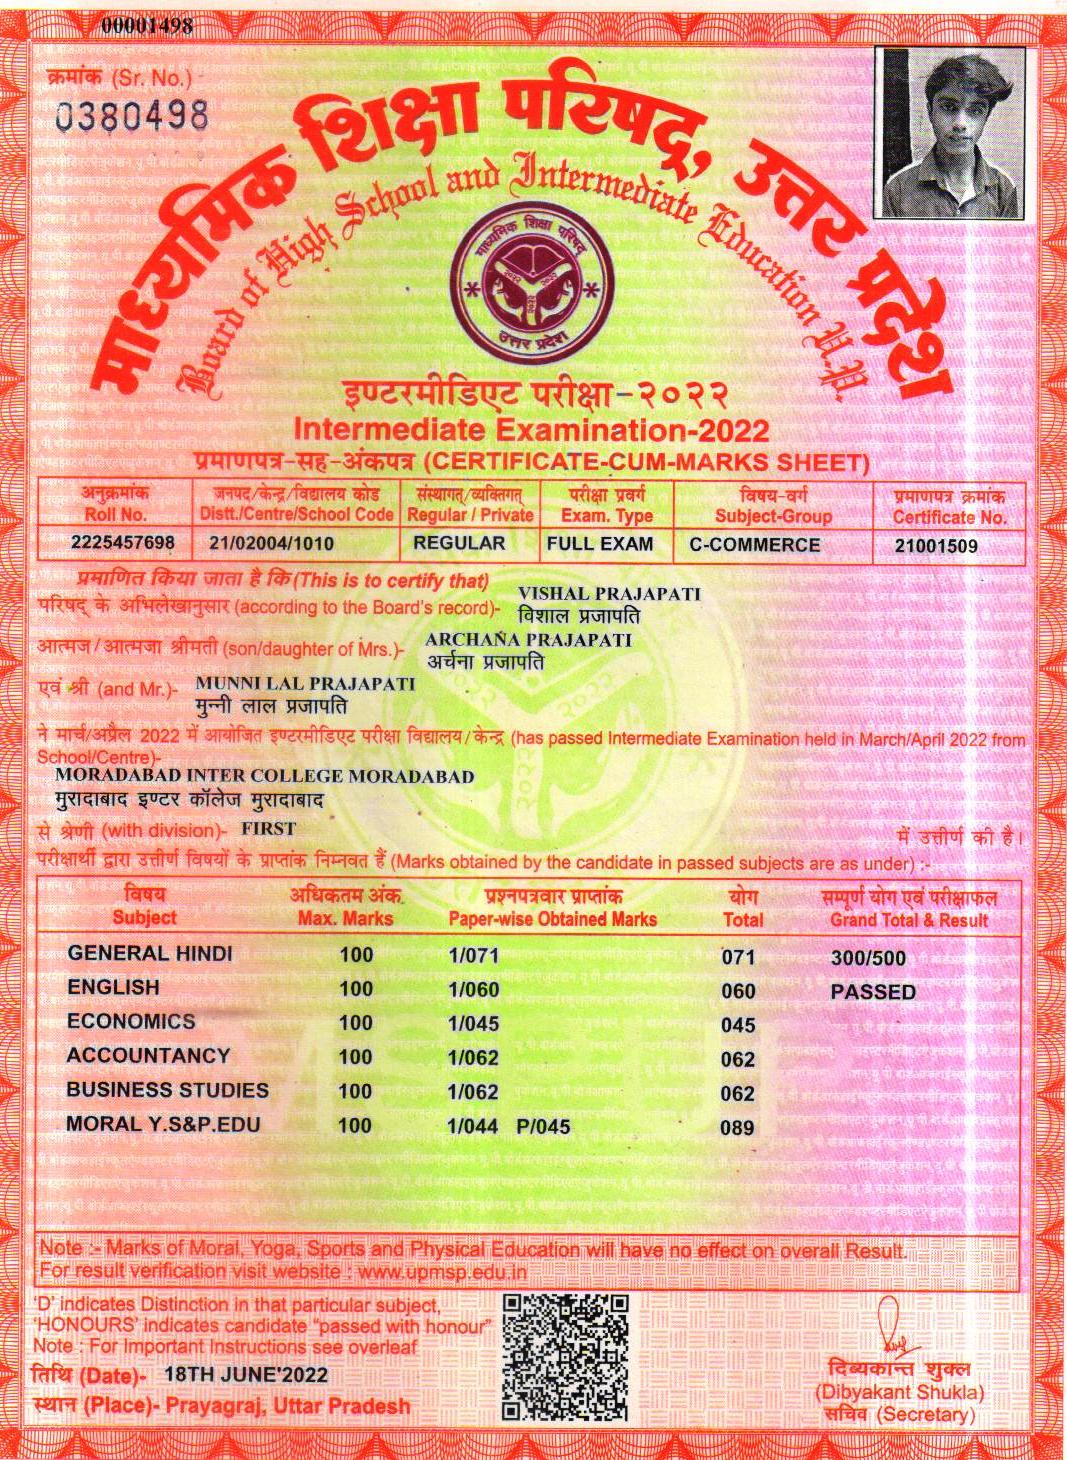 00001498
क्रमांक (Sr. No.)
0380498
माध्यमिक शिक्षा परिषद्, उत्तर प्रदेश
Board of High School and Intermediate Education U.P.
माध्यमिक शिक्षा परिषद्
उत्तर प्रदेश
इण्टरमीडिएट परीक्षा-२०२२
Intermediate Examination-2022
प्रमाणपत्र-सह-अंकपत्र (CERTIFICATE-CUM-MARKS SHEET)
अनुक्रमांक जनपद/केन्द्र/विद्यालय कोड संस्थागत्/व्यक्तिगत् परीक्षा प्रवर्ग विषय-वर्ग प्रमाणपत्र क्रमांक
Roll No. Distt./Centre/School Code Regular / Private Exam. Type Subject-Group Certificate No.
2225457698 21/02004/1010 REGULAR FULL EXAM C-COMMERCE 21001509
प्रमाणित किया जाता है कि (This is to certify that)
VISHAL PRAJAPATI
परिषद् के अभिलेखानुसार (according to the Board's record)- विशाल प्रजापति
ARCHANA PRAJAPATI
आत्मज/आत्मजा श्रीमती (son/daughter of Mrs.)- अर्चना प्रजापति
एवं श्री (and Mr.)- MUNNI LAL PRAJAPATI
मुन्नी लाल प्रजापति
ने मार्च/अप्रैल 2022 में आयोजित इण्टरमीडिएट परीक्षा विद्यालय/केन्द्र (has passed Intermediate Examination held in March/April 2022 from
School/Centre)-
MORADABAD INTER COLLEGE MORADABAD
मुरादाबाद इण्टर कॉलेज मुरादाबाद
से श्रेणी (with division)- FIRST में उत्तीर्ण की है।
परीक्षार्थी द्वारा उत्तीर्ण विषयों के प्राप्तांक निम्नवत हैं (Marks obtained by the candidate in passed subjects are as under) :-
विषय अधिकतम अंक प्रश्नपत्रवार प्राप्तांक योग सम्पूर्ण योग एवं परीक्षाफल
Subject Max. Marks Paper-wise Obtained Marks Total Grand Total & Result
GENERAL HINDI 100 1/071 071 300/500
ENGLISH 100 1/060 060 PASSED
ECONOMICS 100 1/045 045
ACCOUNTANCY 100 1/062 062
BUSINESS STUDIES 100 1/062 062
MORAL Y.S&P.EDU 100 1/044 P/045 089
Note :- Marks of Moral, Yoga, Sports and Physical Education will have no effect on overall Result.
For result verification visit website : www.upmsp.edu.in
'D' indicates Distinction in that particular subject,
'HONOURS' indicates candidate "passed with honour"
Note : For Important Instructions see overleaf
तिथि (Date)- 18TH JUNE'2022
स्थान (Place)- Prayagraj, Uttar Pradesh
दिव्यकान्त शुक्ल
(Dibyakant Shukla)
सचिव (Secretary)